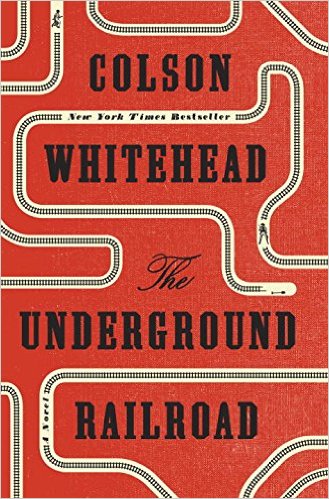 COLSON
New York Times Bestseller
WHITEHEAD
The
UNDERGROUND
RAILROAD
A Novel